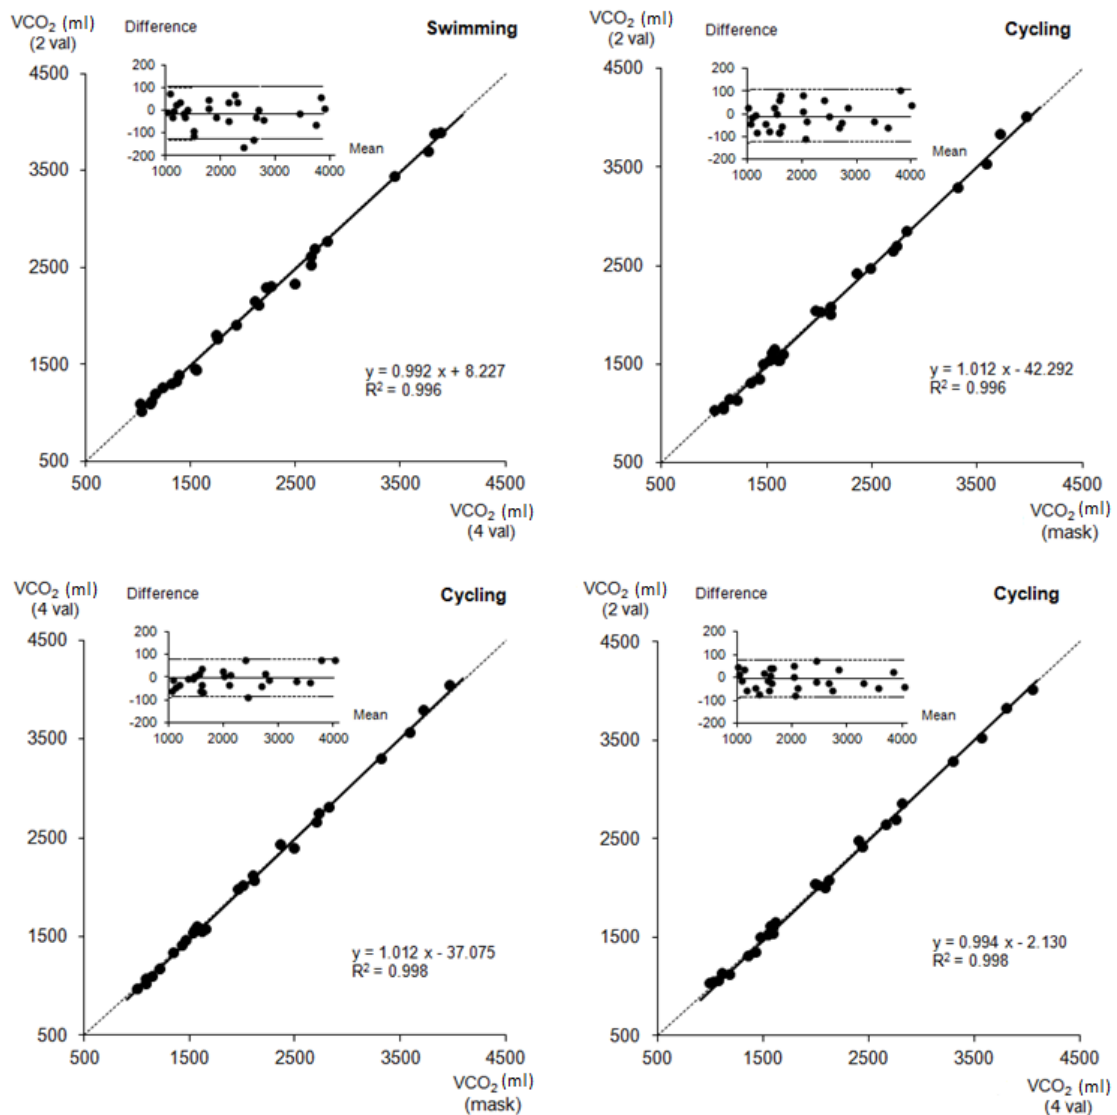 VCO2 (ml)
(2 val)
Difference
Swimming
4500
3500
2500
1500
500
200
100
0
-100
-200
1000 2000 3000 4000
Mean
y = 0.992 x + 8.227
R2 = 0.996
500 1500 2500 3500 4500
VCO2 (ml)
(4 val)
VCO2 (ml)
(2 val)
Difference
Cycling
4500
3500
2500
1500
500
200
100
0
-100
-200
1000 2000 3000 4000
Mean
y = 1.012 x - 42.292
R2 = 0.996
500 1500 2500 3500 4500
VCO2 (ml)
(mask)
VCO2 (ml)
(4 val)
Difference
Cycling
4500
3500
2500
1500
500
200
100
0
-100
-200
1000 2000 3000 4000
Mean
y = 1.012 x - 37.075
R2 = 0.998
500 1500 2500 3500 4500
VCO2 (ml)
(mask)
VCO2 (ml)
(2 val)
Difference
Cycling
4500
3500
2500
1500
500
200
100
0
-100
-200
1000 2000 3000 4000
Mean
y = 0.994 x - 2.130
R2 = 0.998
500 1500 2500 3500 4500
VCO2 (ml)
(4 val)